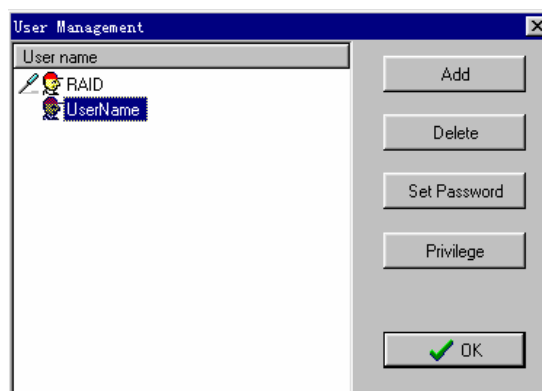 User Management
User name
RAID
UserName
Add
Delete
Set Password
Privilege
OK